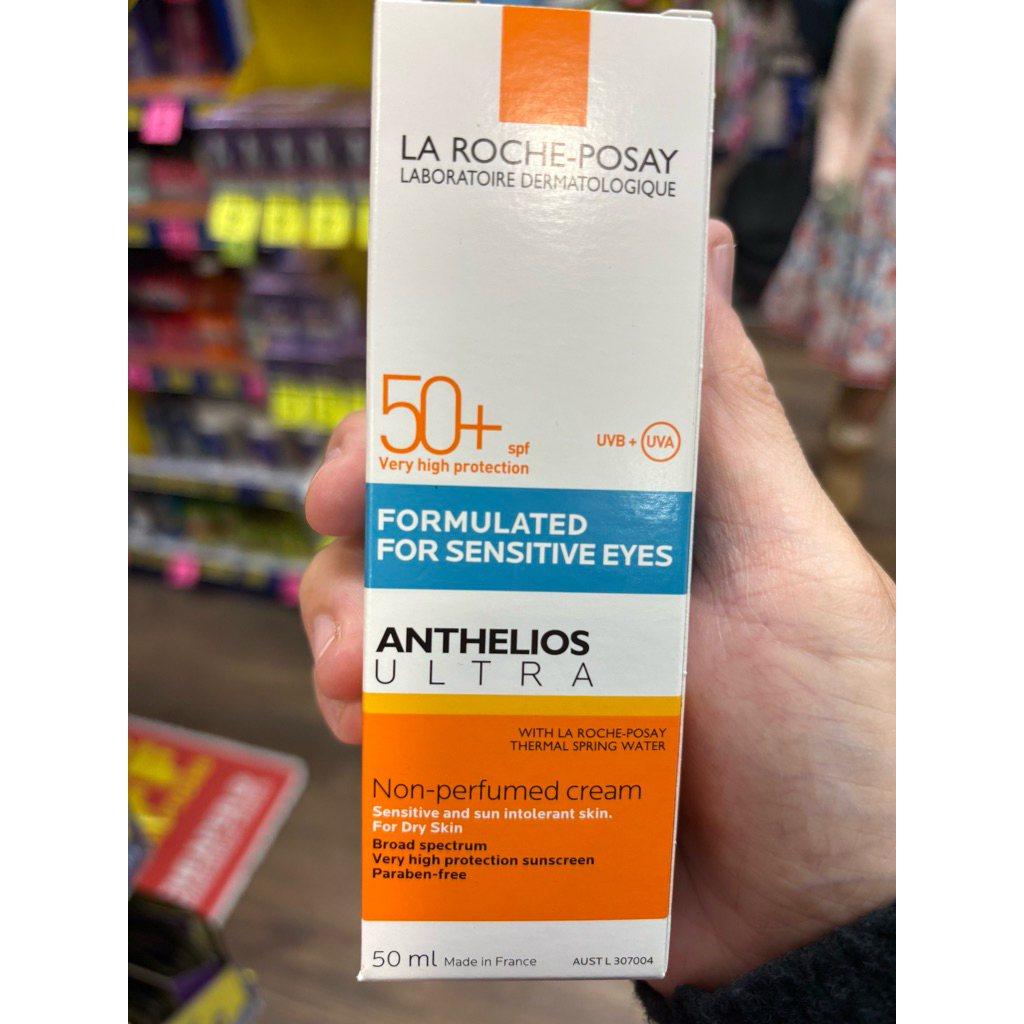 LA ROCHE-POSAY
LABORATOIRE DERMATOLOGIQUE
50+ spf
Very high protection
UVB + UVA
FORMULATED
FOR SENSITIVE EYES
ANTHELIOS
ULTRA
WITH LA ROCHE-POSAY
THERMAL SPRING WATER
Non-perfumed cream
Sensitive and sun intolerant skin.
For Dry Skin
Broad spectrum
Very high protection sunscreen
Paraben-free
50 ml Made in France
AUST L 307004